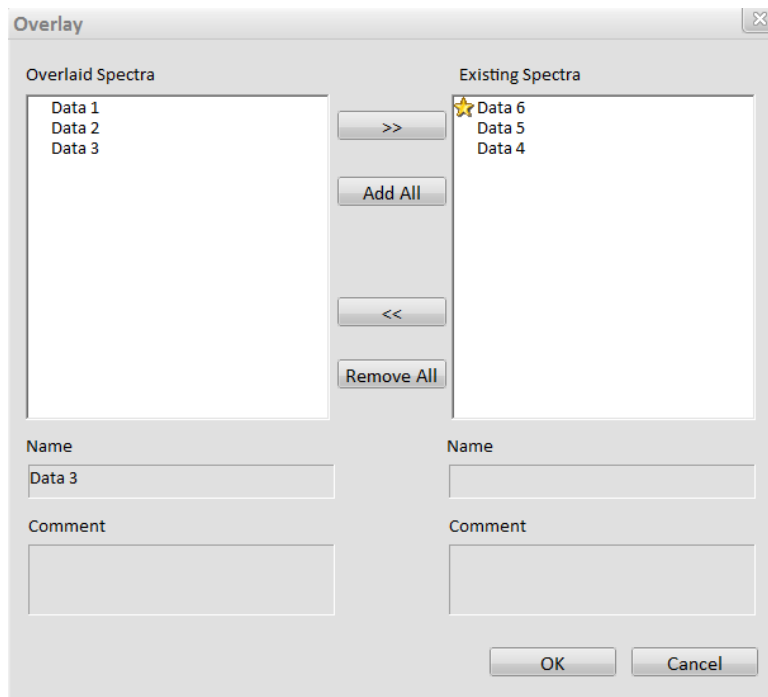 Overlay
Overlaid Spectra
Existing Spectra
Data 1
Data 2
Data 3
>>
Add All
<<
Remove All
Data 6
Data 5
Data 4
Name
Data 3
Comment
Name
Comment
OK
Cancel